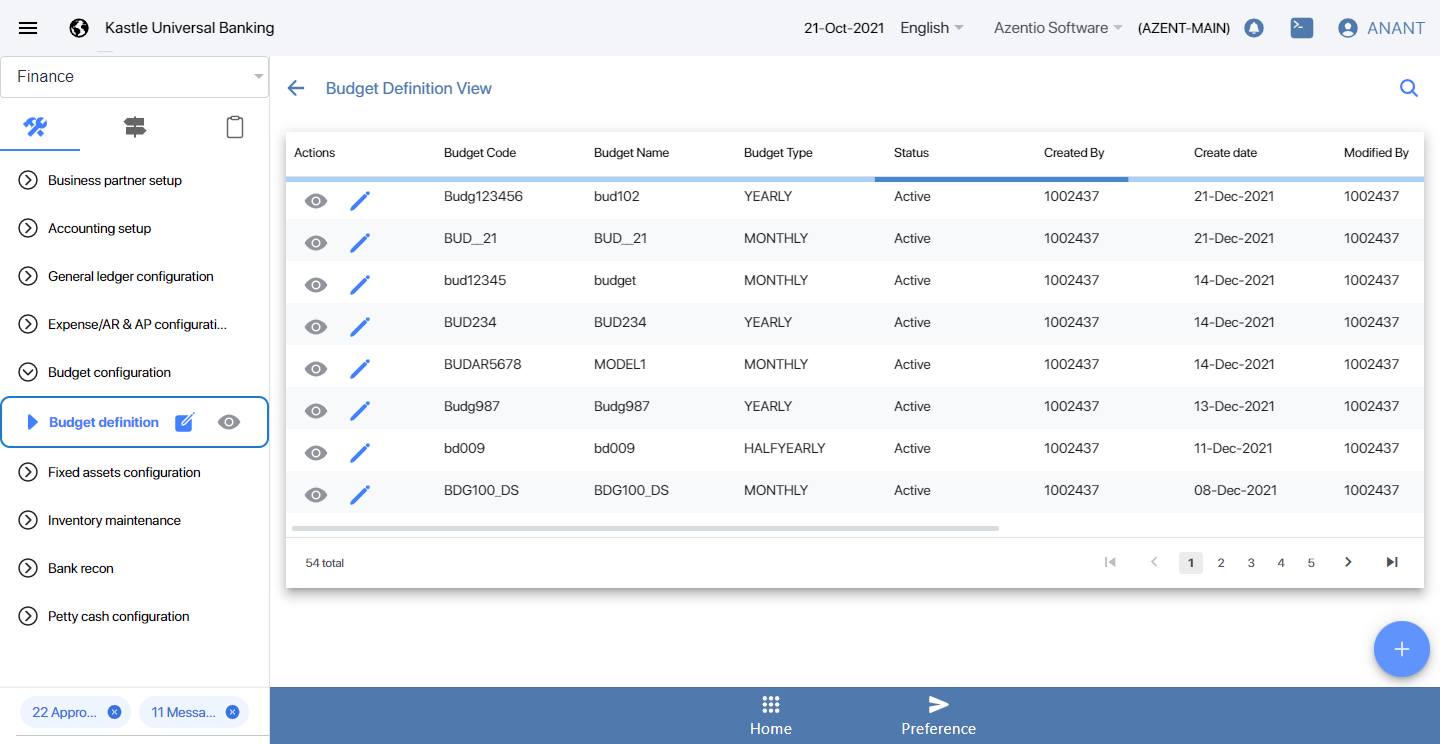 Kastle Universal Banking
21-Oct-2021 English Azentio Software (AZENT-MAIN) ANANT
Finance
Business partner setup
Accounting setup
General ledger configuration
Expense/AR & AP configurati...
Budget configuration
Budget definition
Fixed assets configuration
Inventory maintenance
Bank recon
Petty cash configuration
22 Appro... 11 Messa...
Budget Definition View
Actions Budget Code Budget Name Budget Type Status Created By Create date Modified By
Budg123456 bud102 YEARLY Active 1002437 21-Dec-2021 1002437
BUD__21 BUD__21 MONTHLY Active 1002437 21-Dec-2021 1002437
bud12345 budget MONTHLY Active 1002437 14-Dec-2021 1002437
BUD234 BUD234 YEARLY Active 1002437 14-Dec-2021 1002437
BUDAR5678 MODEL1 MONTHLY Active 1002437 14-Dec-2021 1002437
Budg987 Budg987 YEARLY Active 1002437 13-Dec-2021 1002437
bd009 bd009 HALFYEARLY Active 1002437 11-Dec-2021 1002437
BDG100_DS BDG100_DS MONTHLY Active 1002437 08-Dec-2021 1002437
54 total 1 2 3 4 5
Home Preference